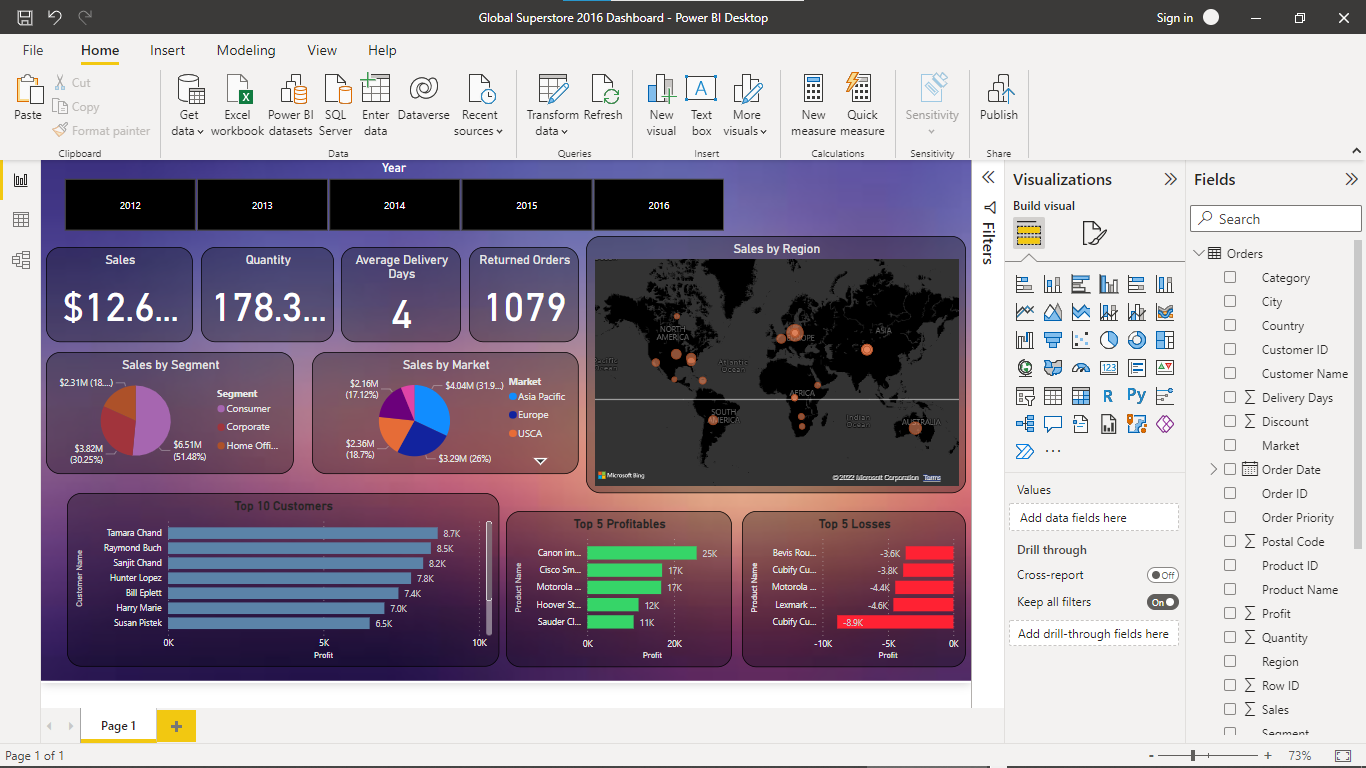 Global Superstore 2016 Dashboard - Power BI Desktop
Sign in
File Home Insert Modeling View Help
Paste
Cut
Copy
Format painter
Clipboard
Get data
Excel workbook
Power BI datasets
SQL Server
Enter data
Dataverse
Recent sources
Data
Transform data
Refresh
Queries
New visual
Text box
More visuals
Insert
New measure
Quick measure
Calculations
Sensitivity
Sensitivity
Publish
Share
Year
2012 2013 2014 2015 2016
Sales
$12.6...
Quantity
178.3...
Average Delivery
Days
4
Returned Orders
1079
Sales by Region
NORTH
AMERICA
Atlantic
Ocean
EUROPE
ASIA
AFRICA
SOUTH
AMERICA
Indian
Ocean
AUSTRALIA
Microsoft Bing
© 2022 Microsoft Corporation Terms
Sales by Segment
$2.31M (18....)
$3.82M
(30.25%)
$6.51M
(51.48%)
Segment
Consumer
Corporate
Home Offi...
Sales by Market
$2.16M
(17.12%)
$2.36M
(18.7%)
$4.04M (31.9...)
$3.29M (26%)
Market
Asia Pacific
Europe
USCA
Top 10 Customers
Customer Name
Tamara Chand 8.7K
Raymond Buch 8.5K
Sanjit Chand 8.2K
Hunter Lopez 7.8K
Bill Eplett 7.4K
Harry Marie 7.0K
Susan Pistek 6.5K
0K 5K 10K
Profit
Top 5 Profitables
Product Name
Canon im... 25K
Cisco Sm... 17K
Motorola ... 17K
Hoover St... 12K
Sauder Cl... 11K
0K 20K
Profit
Top 5 Losses
Product Name
Bevis Rou... -3.6K
Cubify Cu... -3.8K
Motorola ... -4.4K
Lexmark ... -4.6K
Cubify Cu... -8.9K
-10K -5K 0K
Profit
Filters
Visualizations
Build visual
123
R
Py
Values
Add data fields here
Drill through
Cross-report
Off
Keep all filters
On
Add drill-through fields here
Fields
Search
Orders
Category
City
Country
Customer ID
Customer Name
Delivery Days
Discount
Market
Order Date
Order ID
Order Priority
Postal Code
Product ID
Product Name
Profit
Quantity
Region
Row ID
Sales
Segment
Page 1
Page 1 of 1
73%